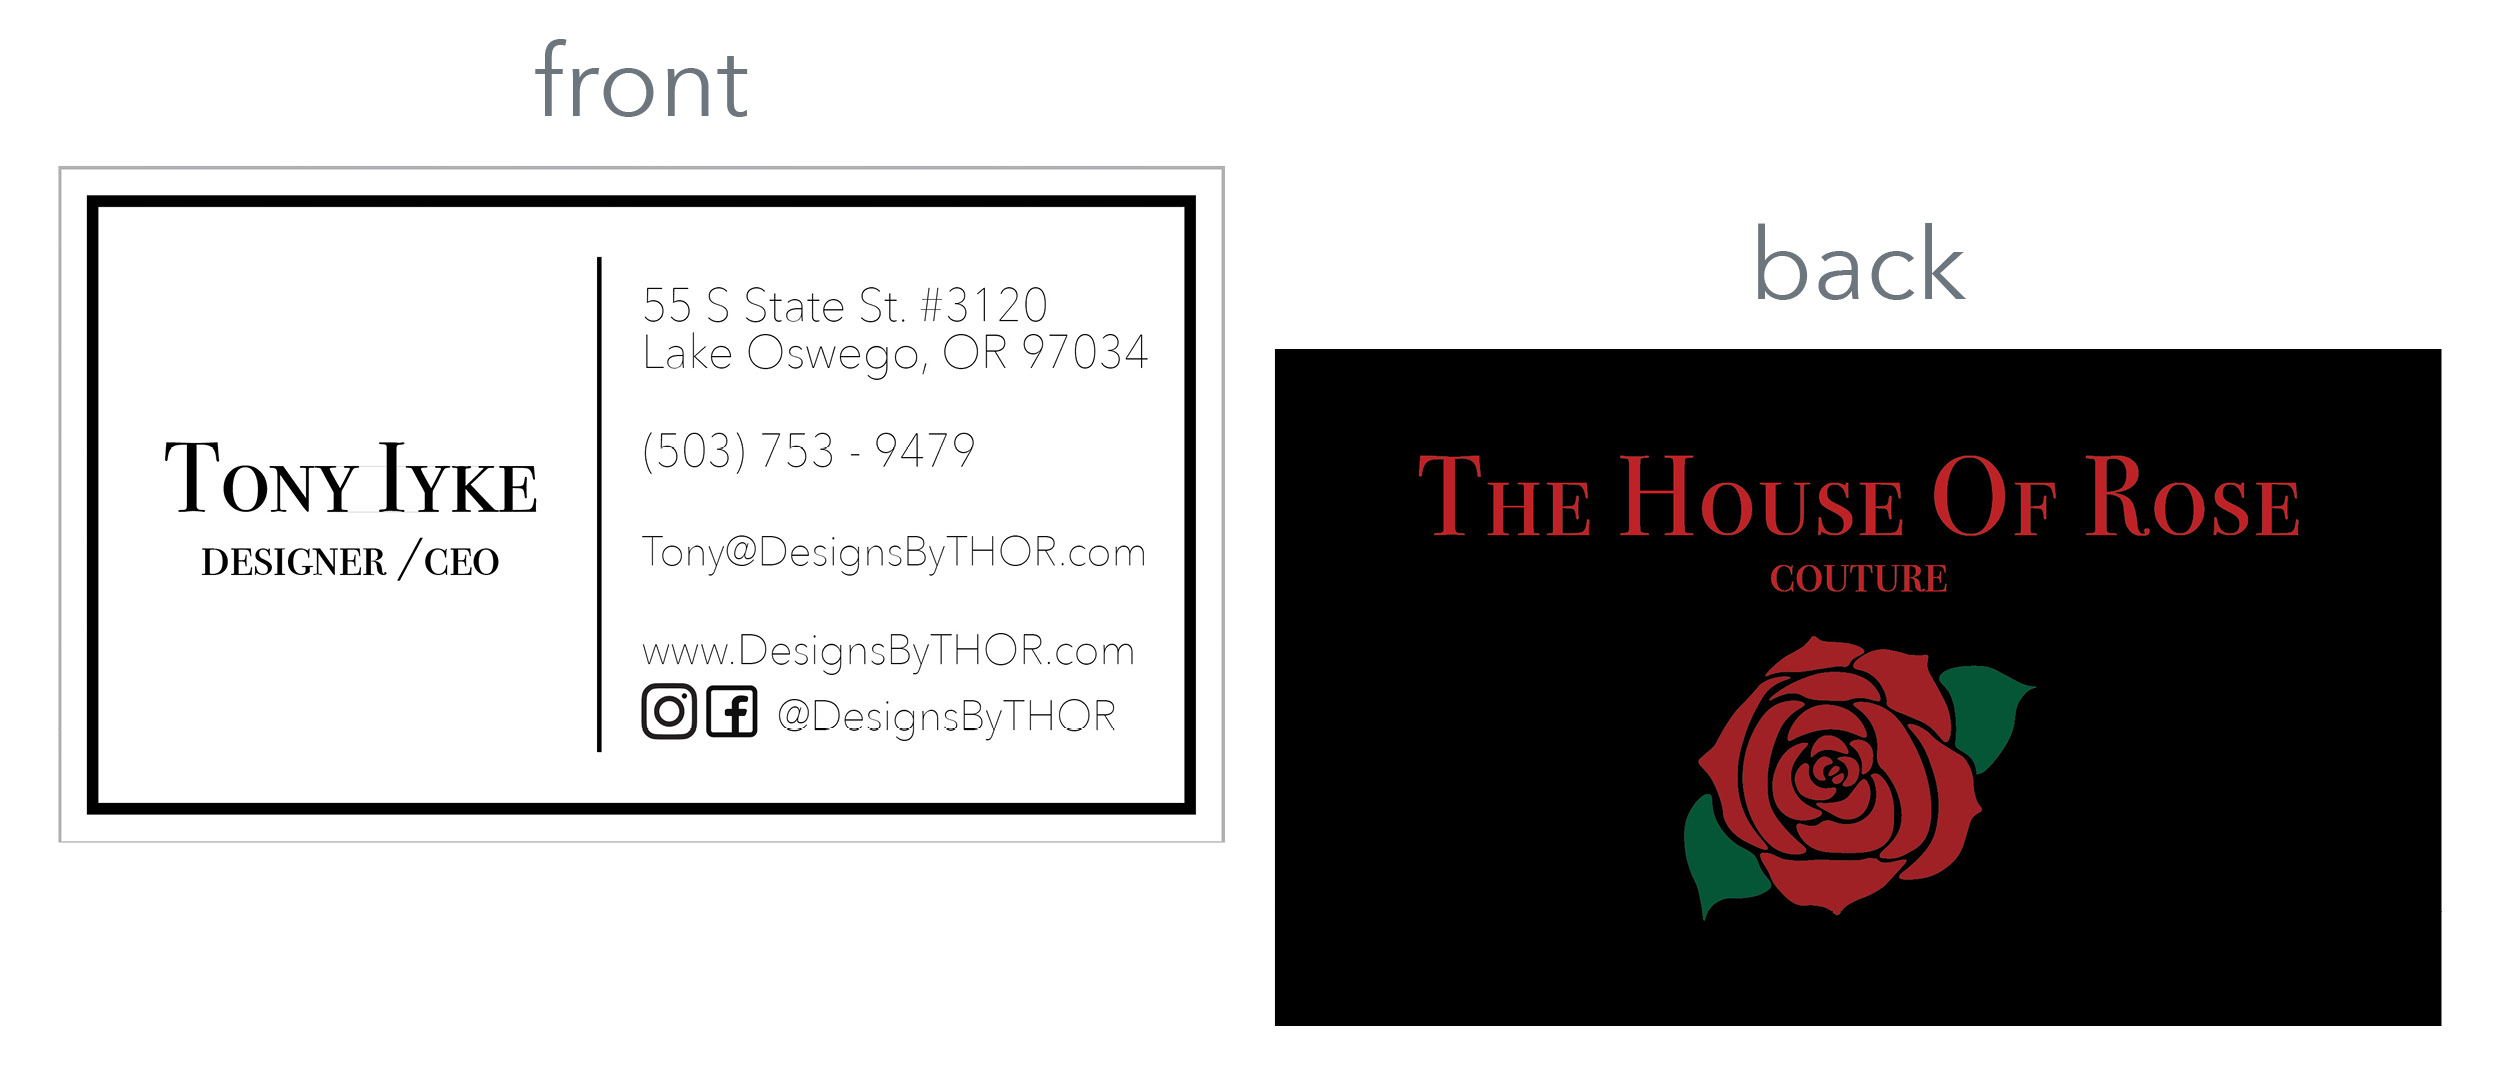 front
Tony Iyke
DESIGNER/CEO
55 S State St. #3120
Lake Oswego, OR 97034
(503) 753 - 9479
Tony@DesignsByTHOR.com
www.DesignsByTHOR.com
@DesignsByTHOR
back
The House Of Rose
COUTURE